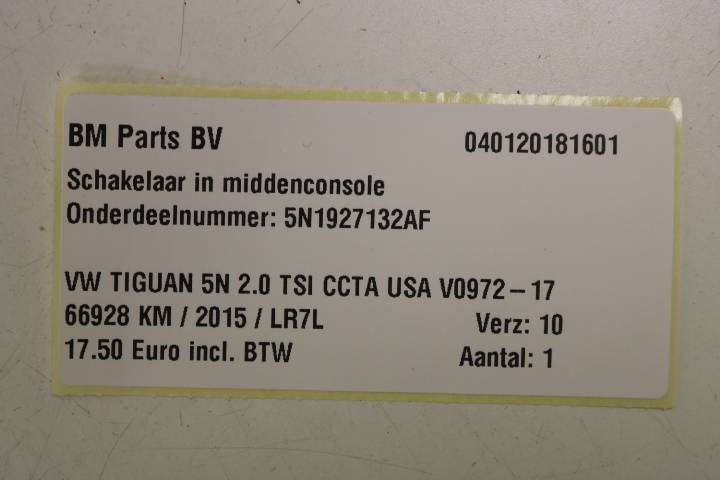 BM Parts BV 040120181601
Schakelaar in middenconsole
Onderdeelnummer: 5N1927132AF
VW TIGUAN 5N 2.0 TSI CCTA USA V0972-17
66928 KM / 2015 / LR7L Verz: 10
17.50 Euro incl. BTW Aantal: 1